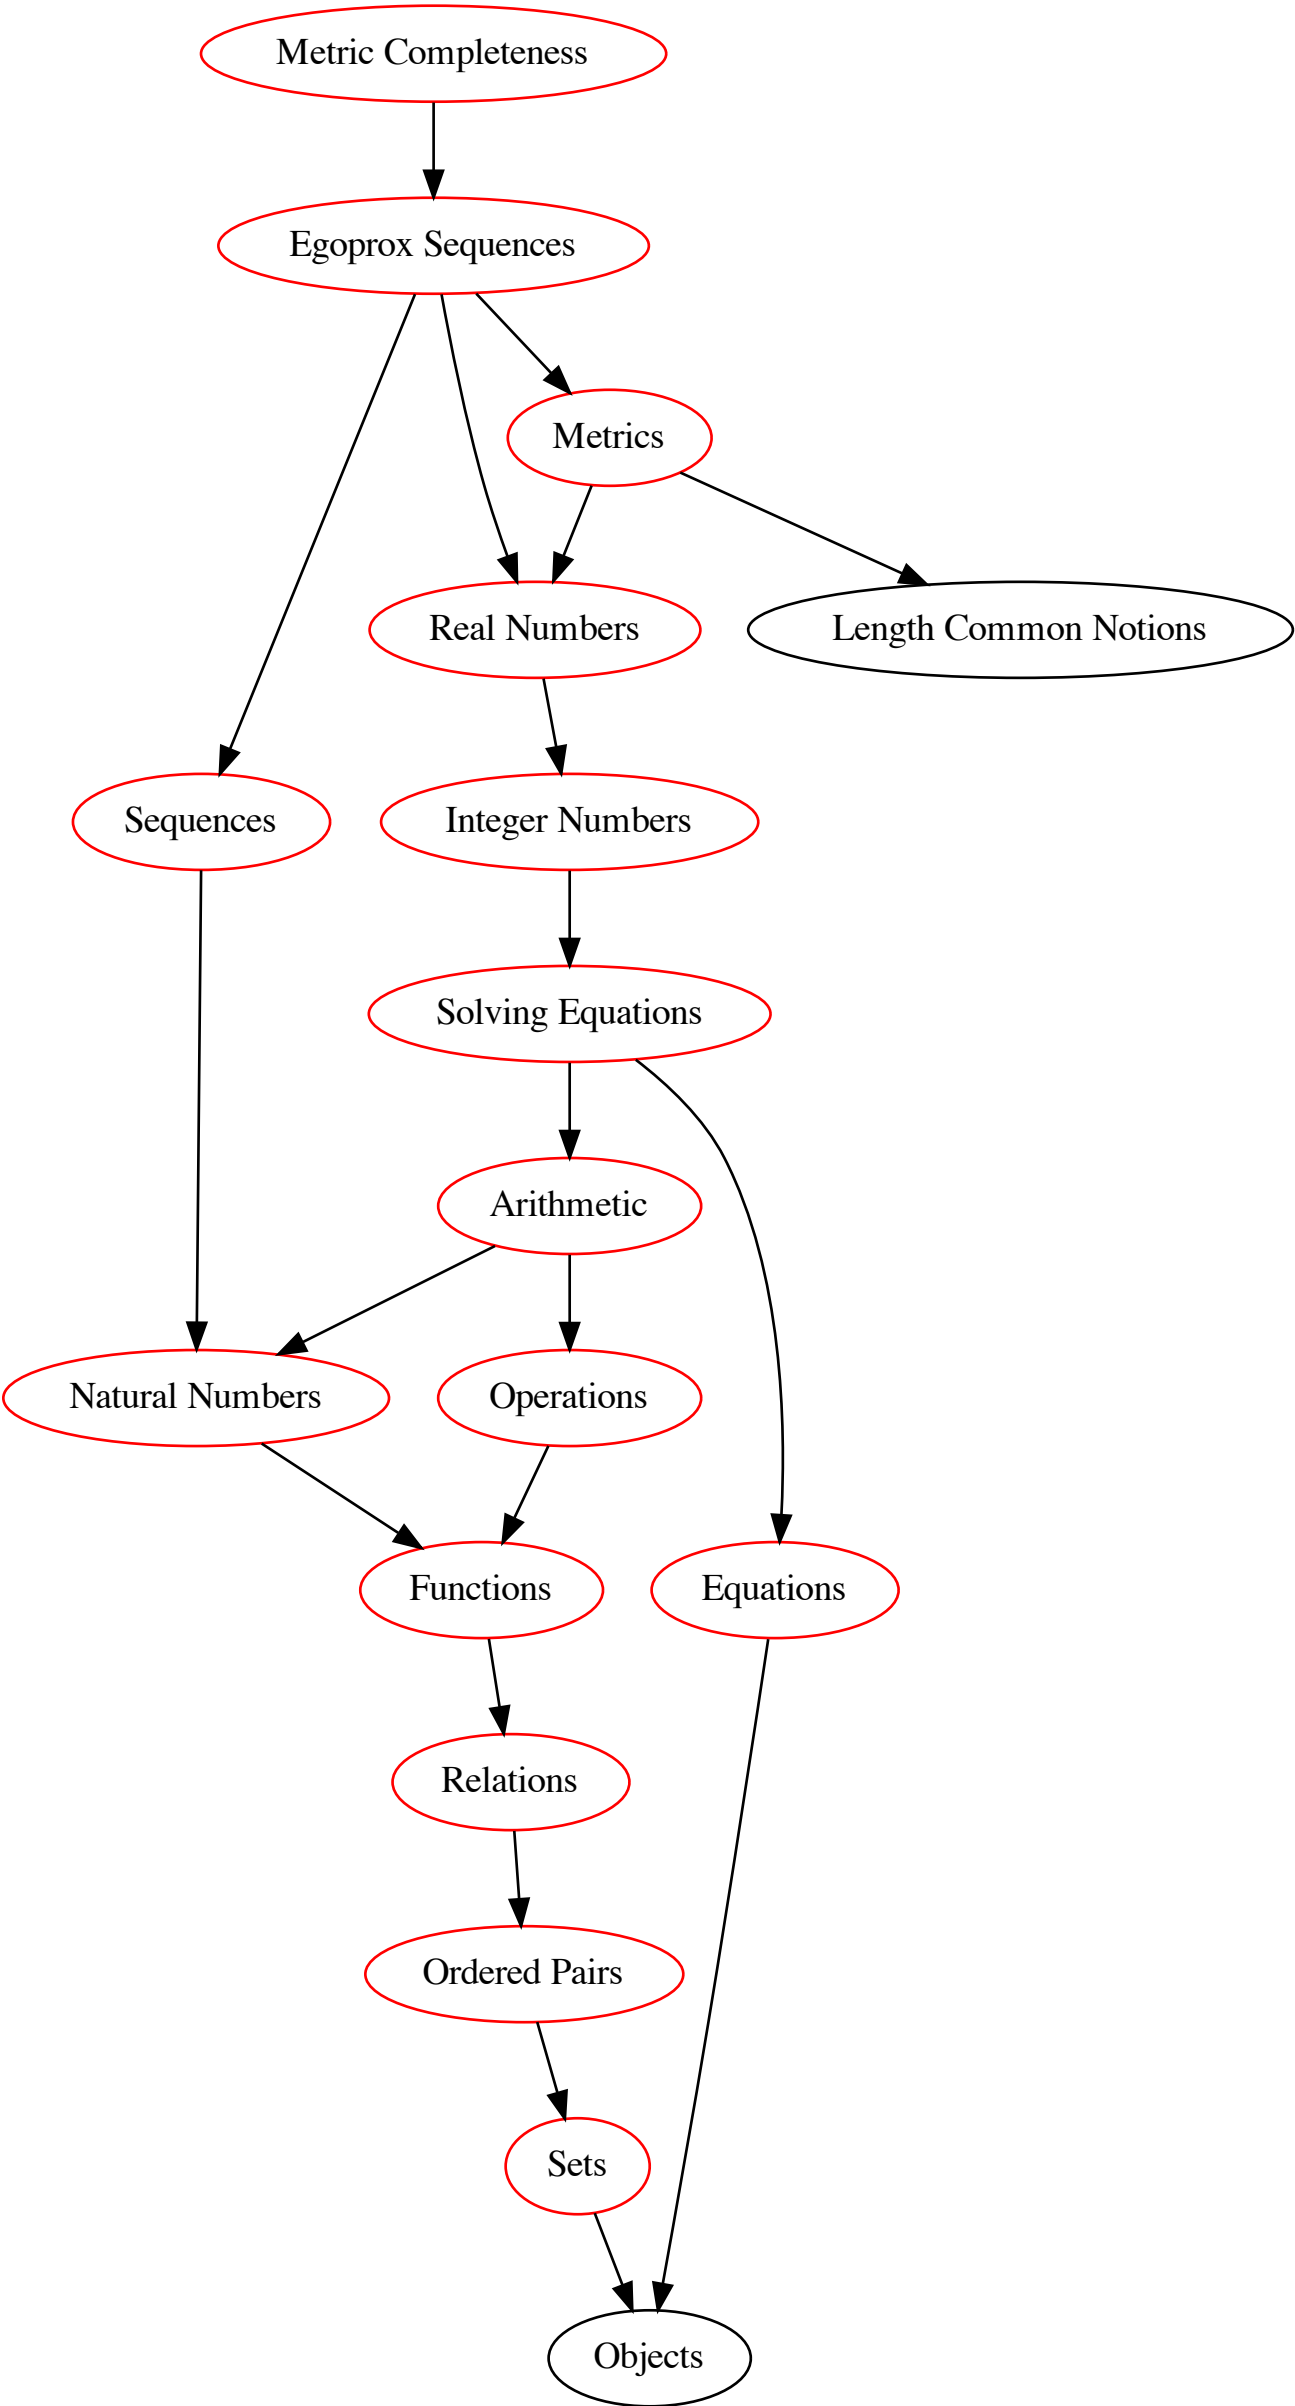 Metric Completeness
Egoprox Sequences
Metrics
Real Numbers
Length Common Notions
Sequences
Integer Numbers
Solving Equations
Arithmetic
Natural Numbers
Operations
Functions
Equations
Relations
Ordered Pairs
Sets
Objects